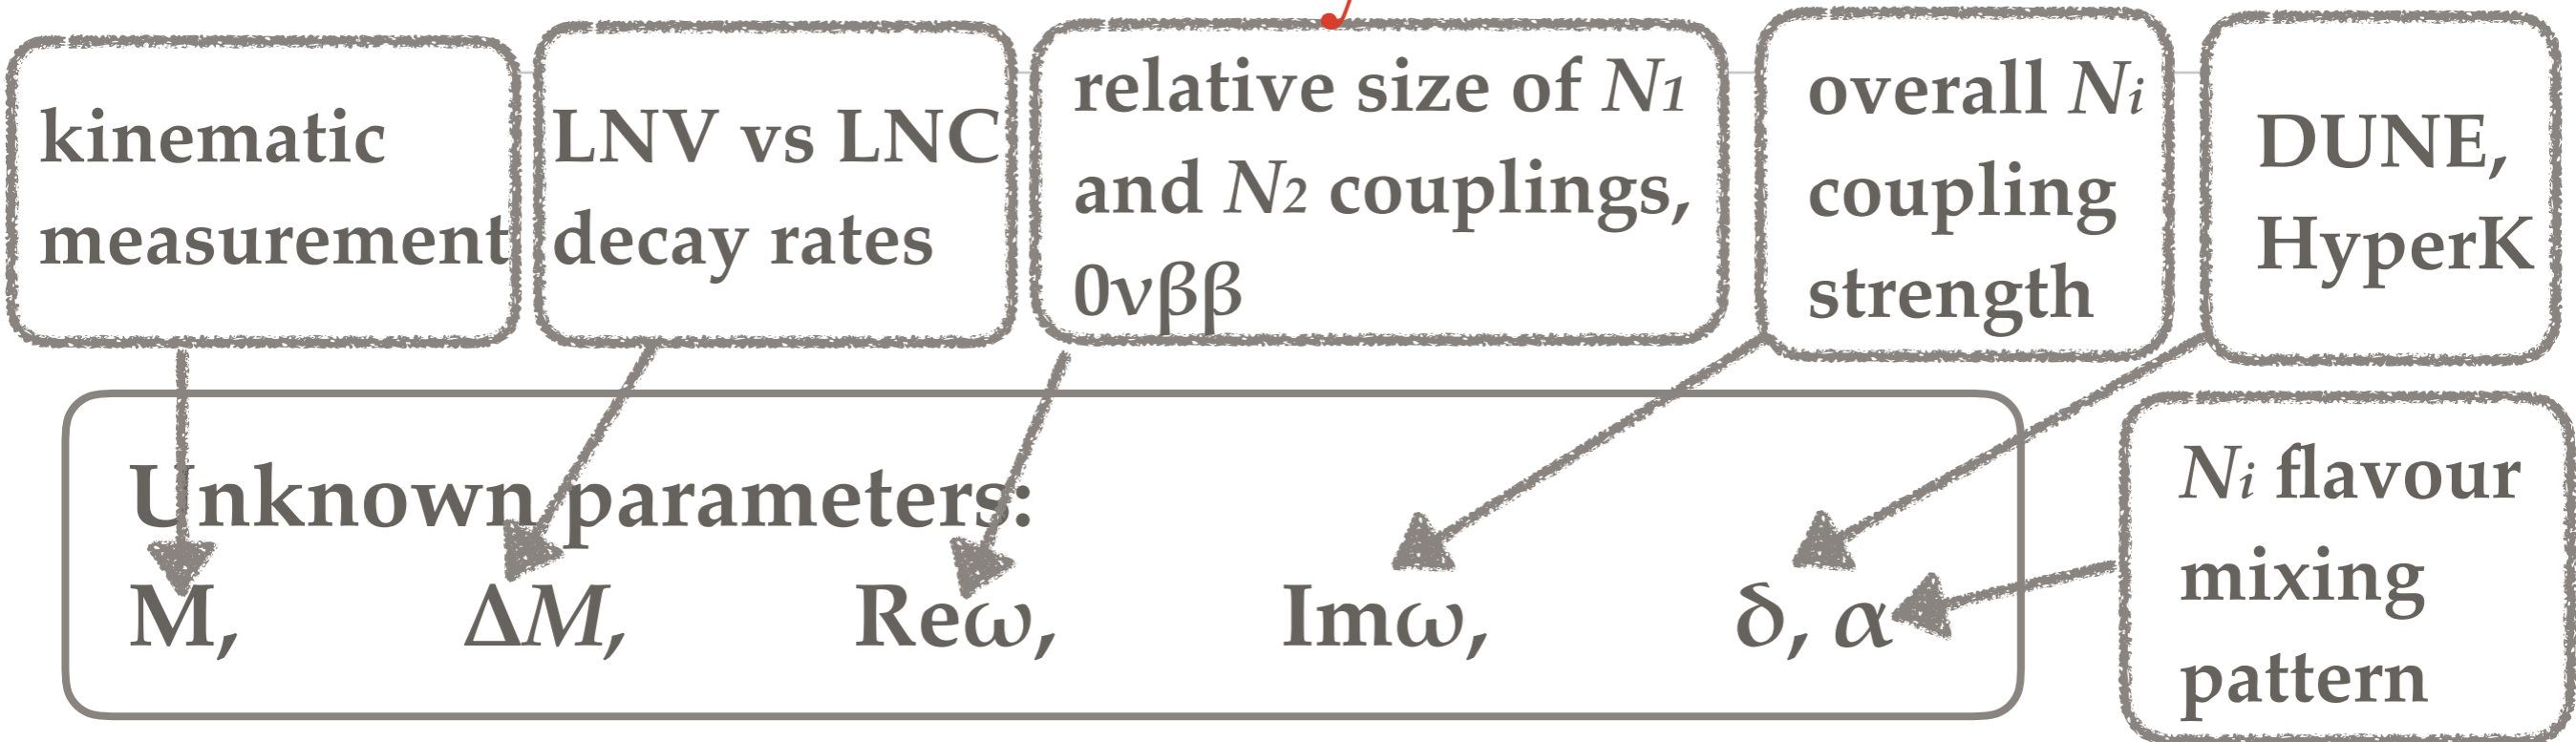 kinematic
measurement
LNV vs LNC
decay rates
relative size of N1
and N2 couplings,
0νββ
overall Ni
coupling
strength
DUNE,
HyperK
Unknown parameters:
M, ΔM, Reω, Imω, δ, α
Ni flavour
mixing
pattern